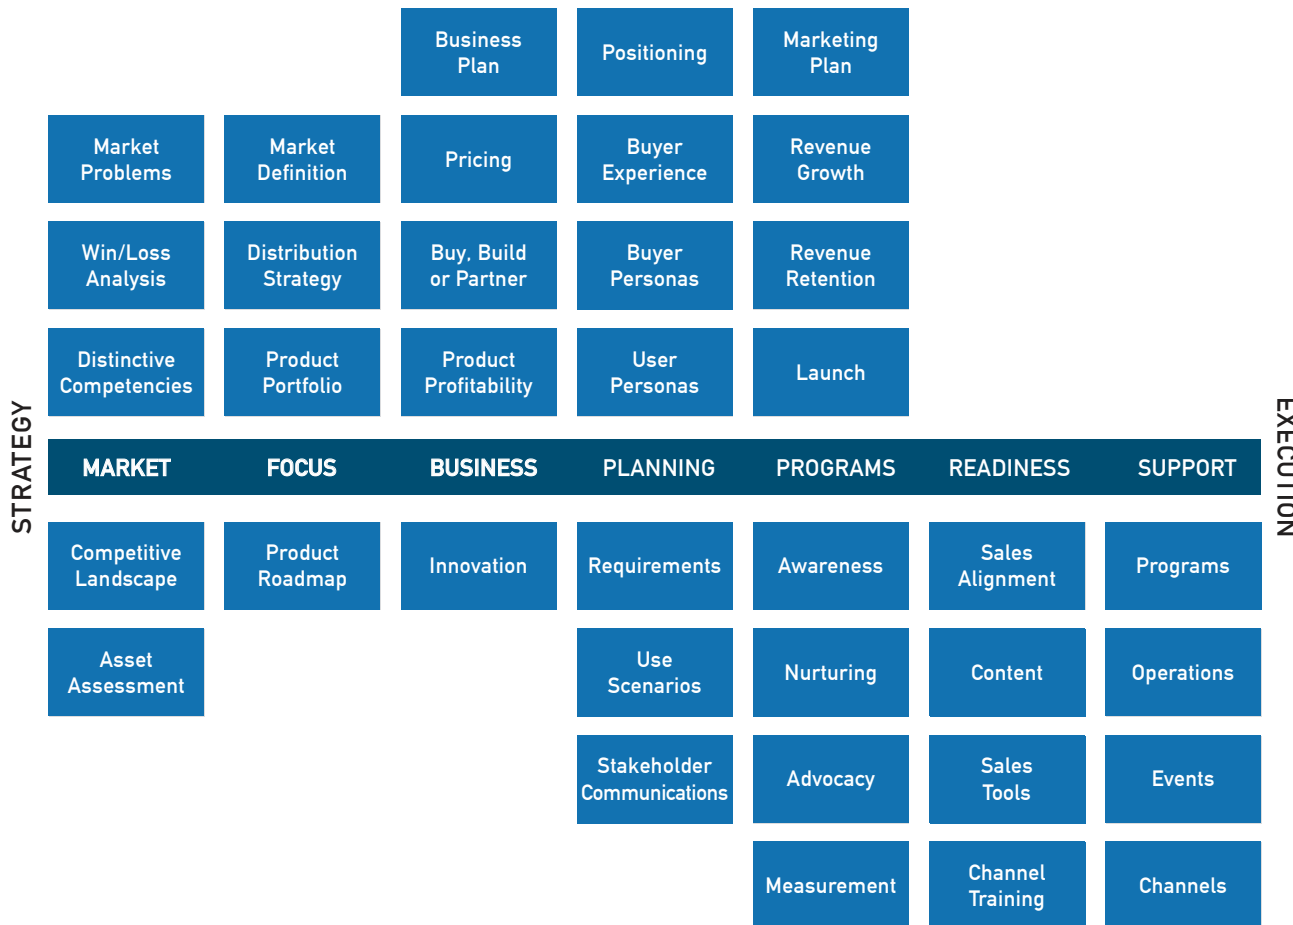 Business
Plan
Positioning
Marketing
Plan
Market
Problems
Market
Definition
Pricing
Buyer
Experience
Revenue
Growth
Win/Loss
Analysis
Distribution
Strategy
Buy, Build
or Partner
Buyer
Personas
Revenue
Retention
Distinctive
Competencies
Product
Portfolio
Product
Profitability
User
Personas
Launch
STRATEGY
MARKET
FOCUS
BUSINESS
PLANNING
PROGRAMS
READINESS
SUPPORT
EXECUTION
Competitive
Landscape
Product
Roadmap
Innovation
Requirements
Awareness
Sales
Alignment
Programs
Asset
Assessment
Use
Scenarios
Nurturing
Content
Operations
Stakeholder
Communications
Advocacy
Sales
Tools
Events
Measurement
Channel
Training
Channels